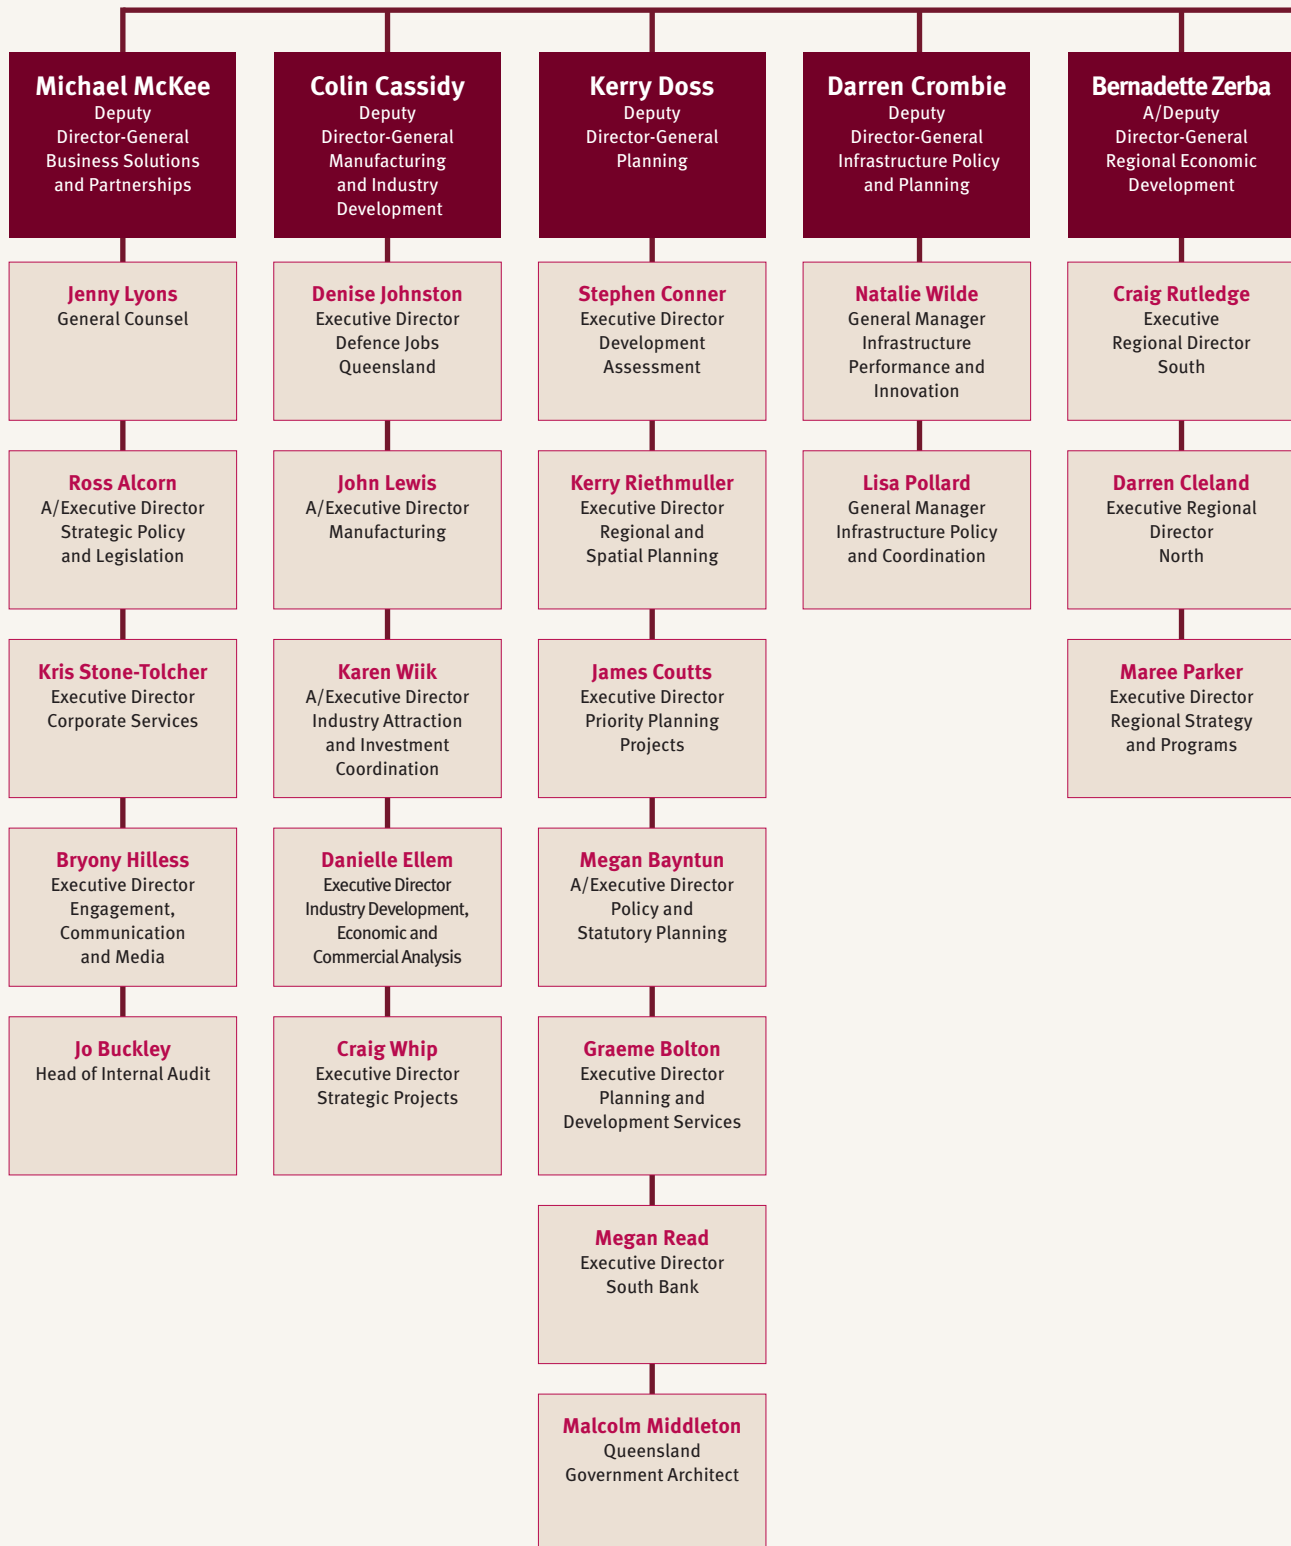 Michael McKee
Deputy
Director-General
Business Solutions
and Partnerships
Jenny Lyons
General Counsel
Ross Alcorn
A/Executive Director
Strategic Policy
and Legislation
Kris Stone-Tolcher
Executive Director
Corporate Services
Bryony Hilless
Executive Director
Engagement,
Communication
and Media
Jo Buckley
Head of Internal Audit
Colin Cassidy
Deputy
Director-General
Manufacturing
and Industry
Development
Denise Johnston
Executive Director
Defence Jobs
Queensland
John Lewis
A/Executive Director
Manufacturing
Karen Wiik
A/Executive Director
Industry Attraction
and Investment
Coordination
Danielle Ellem
Executive Director
Industry Development,
Economic and
Commercial Analysis
Craig Whip
Executive Director
Strategic Projects
Kerry Doss
Deputy
Director-General
Planning
Stephen Conner
Executive Director
Development
Assessment
Kerry Riethmuller
Executive Director
Regional and
Spatial Planning
James Coutts
Executive Director
Priority Planning
Projects
Megan Bayntun
A/Executive Director
Policy and
Statutory Planning
Graeme Bolton
Executive Director
Planning and
Development Services
Megan Read
Executive Director
South Bank
Malcolm Middleton
Queensland
Government Architect
Darren Crombie
Deputy
Director-General
Infrastructure Policy
and Planning
Natalie Wilde
General Manager
Infrastructure
Performance and
Innovation
Lisa Pollard
General Manager
Infrastructure Policy
and Coordination
Bernadette Zerba
A/Deputy
Director-General
Regional Economic
Development
Craig Rutledge
Executive
Regional Director
South
Darren Cleland
Executive Regional
Director
North
Maree Parker
Executive Director
Regional Strategy
and Programs